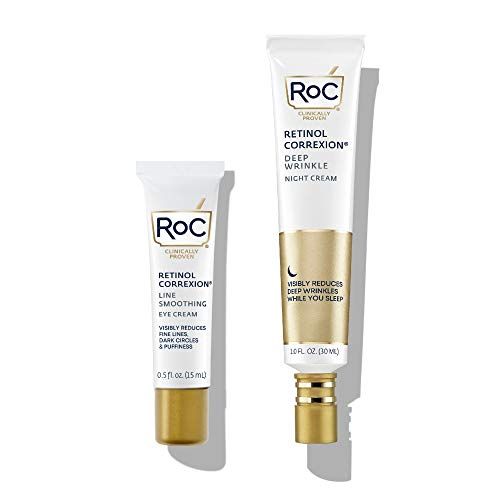 RoC
CLINICALLY
PROVEN
RETINOL
CORREXION®
LINE
SMOOTHING
EYE CREAM
VISIBLY REDUCES
FINE LINES,
DARK CIRCLES
& PUFFINESS
0.5 fl. oz. (15 mL)
RoC
CLINICALLY
PROVEN
RETINOL
CORREXION®
DEEP
WRINKLE
NIGHT CREAM
VISIBLY REDUCES
DEEP WRINKLES
WHILE YOU SLEEP
1.0 FL. OZ. (30 ML)